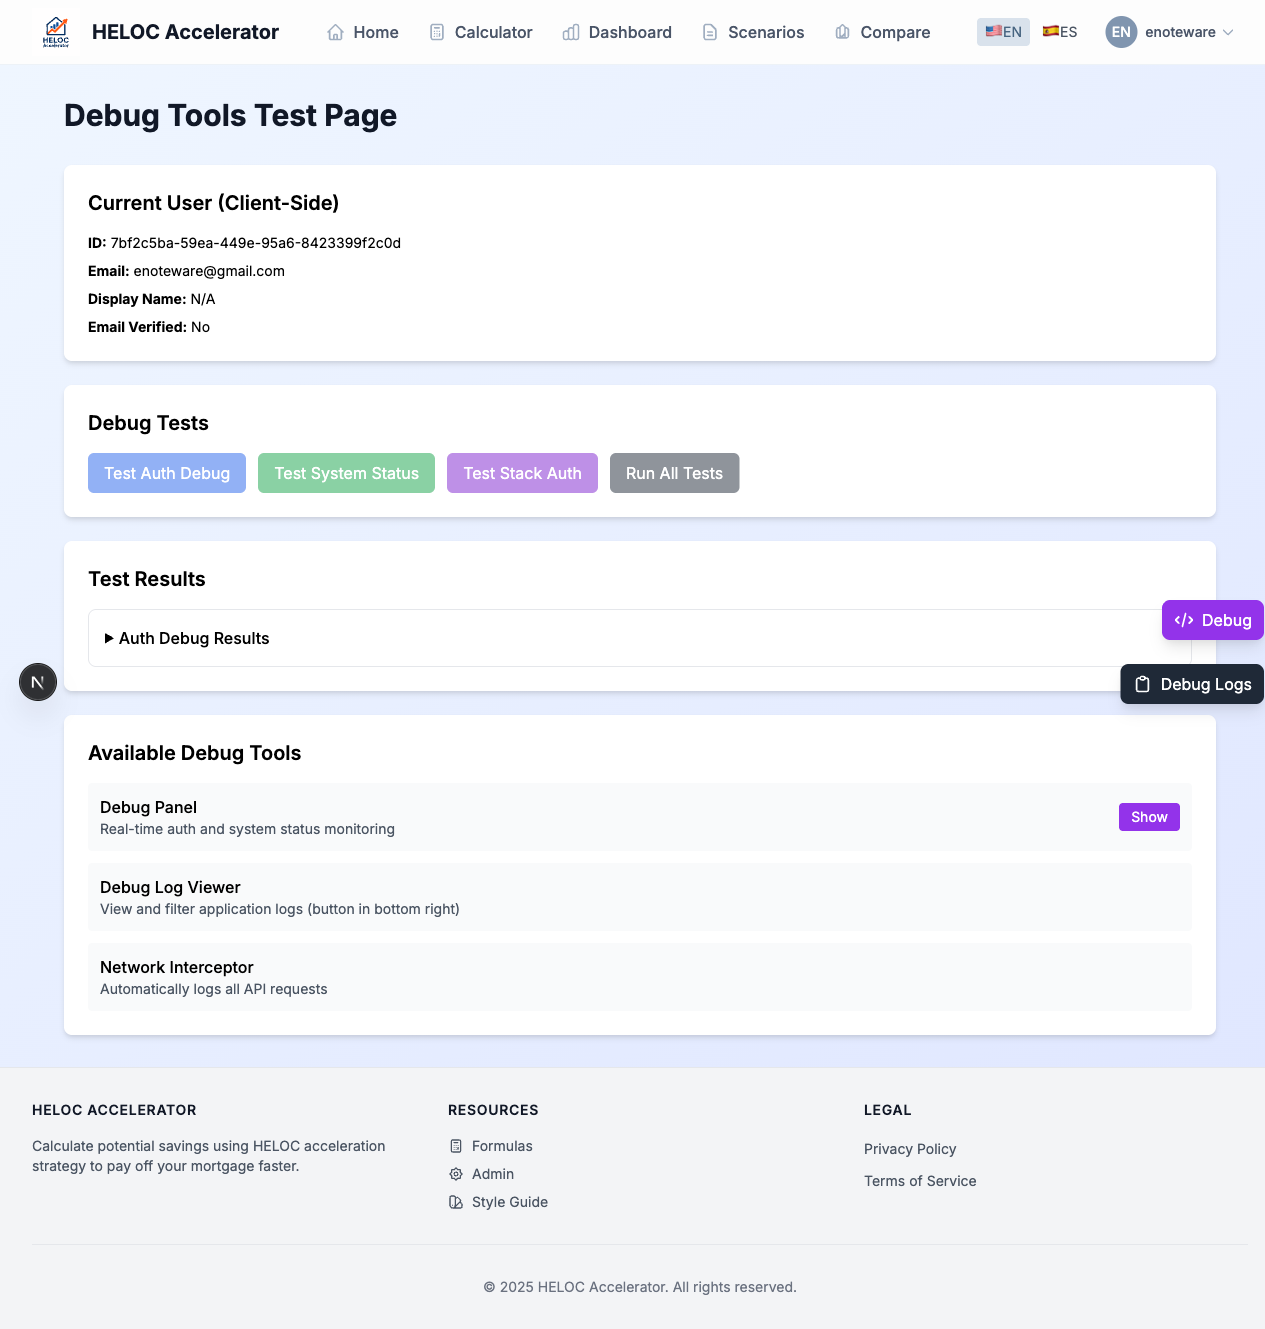 HELOC
Accelerator
HELOC Accelerator
Home
Calculator
Dashboard
Scenarios
Compare
🇺🇸EN
🇪🇸ES
EN
enoteware
Debug Tools Test Page
Current User (Client-Side)
ID: 7bf2c5ba-59ea-449e-95a6-8423399f2c0d
Email: enoteware@gmail.com
Display Name: N/A
Email Verified: No
Debug Tests
Test Auth Debug
Test System Status
Test Stack Auth
Run All Tests
Test Results
Auth Debug Results
</> Debug
N
Debug Logs
Available Debug Tools
Debug Panel
Real-time auth and system status monitoring
Show
Debug Log Viewer
View and filter application logs (button in bottom right)
Network Interceptor
Automatically logs all API requests
HELOC ACCELERATOR
Calculate potential savings using HELOC acceleration
strategy to pay off your mortgage faster.
RESOURCES
Formulas
Admin
Style Guide
LEGAL
Privacy Policy
Terms of Service
© 2025 HELOC Accelerator. All rights reserved.